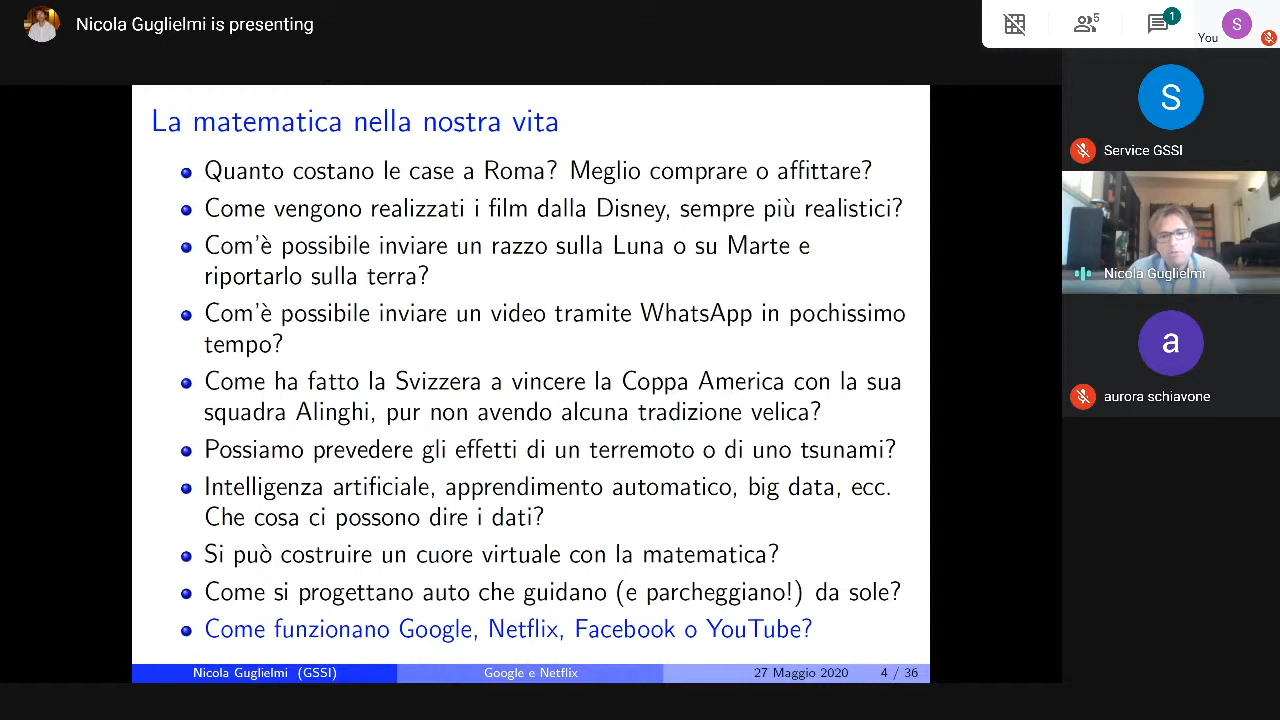 Nicola Guglielmi is presenting
5
1
You
S
La matematica nella nostra vita
Quanto costano le case a Roma? Meglio comprare o affittare?
Come vengono realizzati i film dalla Disney, sempre più realistici?
Com'è possibile inviare un razzo sulla Luna o su Marte e
riportarlo sulla terra?
Com'è possibile inviare un video tramite WhatsApp in pochissimo
tempo?
Come ha fatto la Svizzera a vincere la Coppa America con la sua
squadra Alinghi, pur non avendo alcuna tradizione velica?
Possiamo prevedere gli effetti di un terremoto o di uno tsunami?
Intelligenza artificiale, apprendimento automatico, big data, ecc.
Che cosa ci possono dire i dati?
Si può costruire un cuore virtuale con la matematica?
Come si progettano auto che guidano (e parcheggiano!) da sole?
Come funzionano Google, Netflix, Facebook o YouTube?
Nicola Guglielmi (GSSI) Google e Netflix 27 Maggio 2020 4 / 36
S
Service GSSI
Nicola Guglielmi
a
aurora schiavone